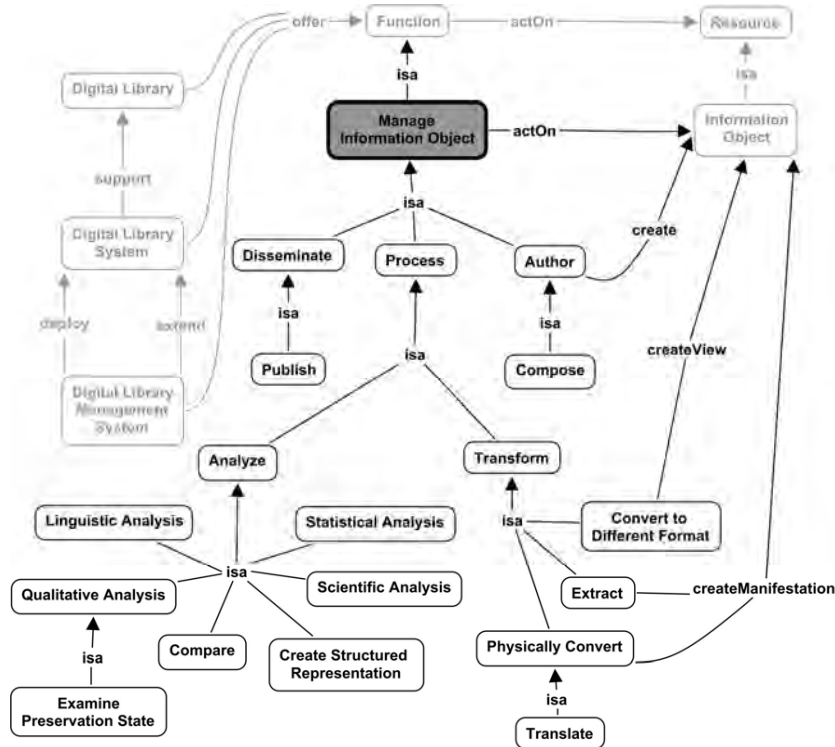 Function
offer
actOn
Resource
isa
isa
Digital Library
Manage
Information Object
actOn
Information
Object
support
isa
create
Digital Library
System
Disseminate
Process
Author
deploy
extend
isa
isa
isa
createView
Publish
Compose
Digital Library
Management
System
Analyze
Transform
Linguistic Analysis
Statistical Analysis
isa
Convert to
Different Format
isa
Qualitative Analysis
Scientific Analysis
Extract
createManifestation
isa
Compare
Create Structured
Representation
Physically Convert
isa
Examine
Preservation State
Translate